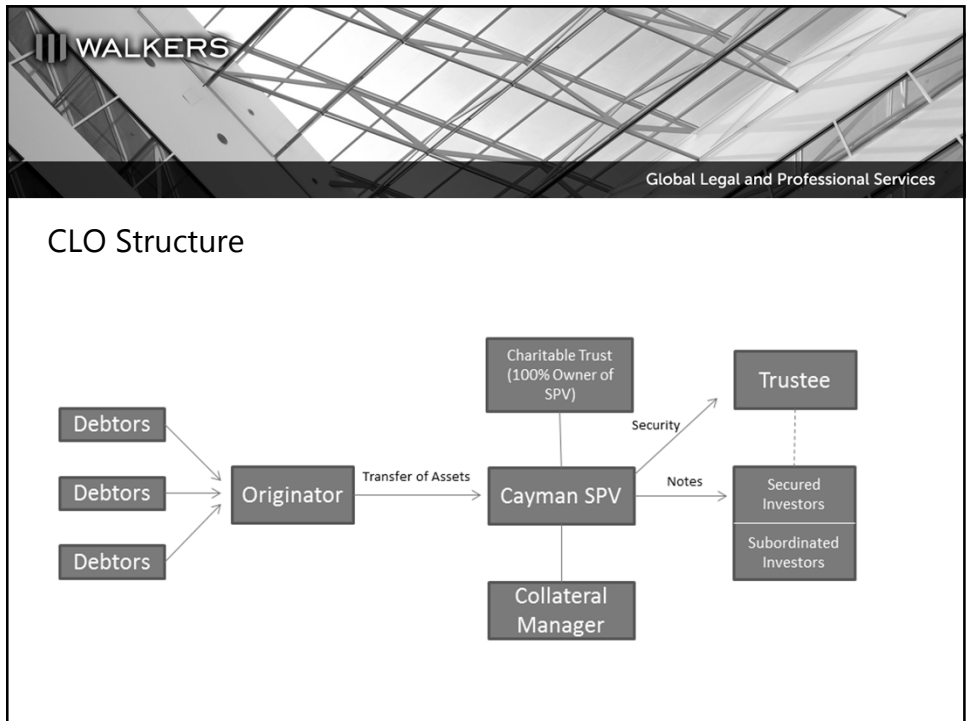 WALKERS
Global Legal and Professional Services
CLO Structure
Charitable Trust
(100% Owner of
SPV)
Trustee
Debtors
Security
Debtors
Originator
Transfer of Assets
Cayman SPV
Notes
Secured
Investors
Subordinated
Investors
Debtors
Collateral
Manager